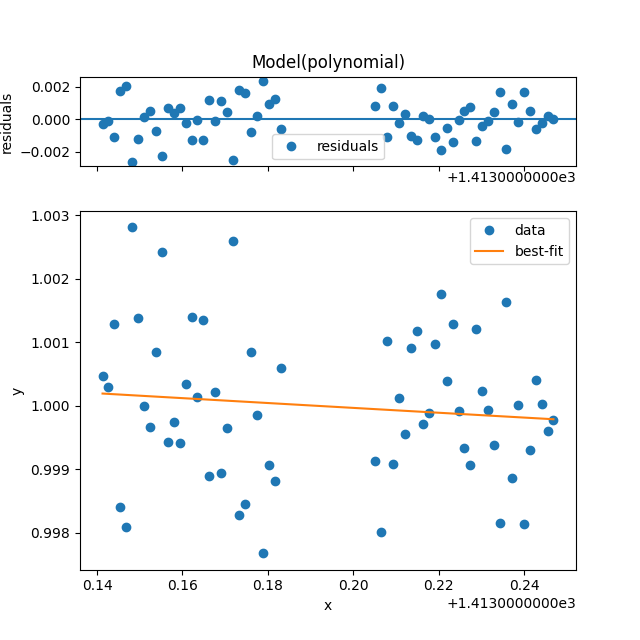 Model(polynomial)
residuals
0.002
0.000
−0.002
residuals
+1.4130000000e3
y
1.003
1.002
1.001
1.000
0.999
0.998
data
best-fit
0.14 0.16 0.18 0.20 0.22 0.24
x
+1.4130000000e3